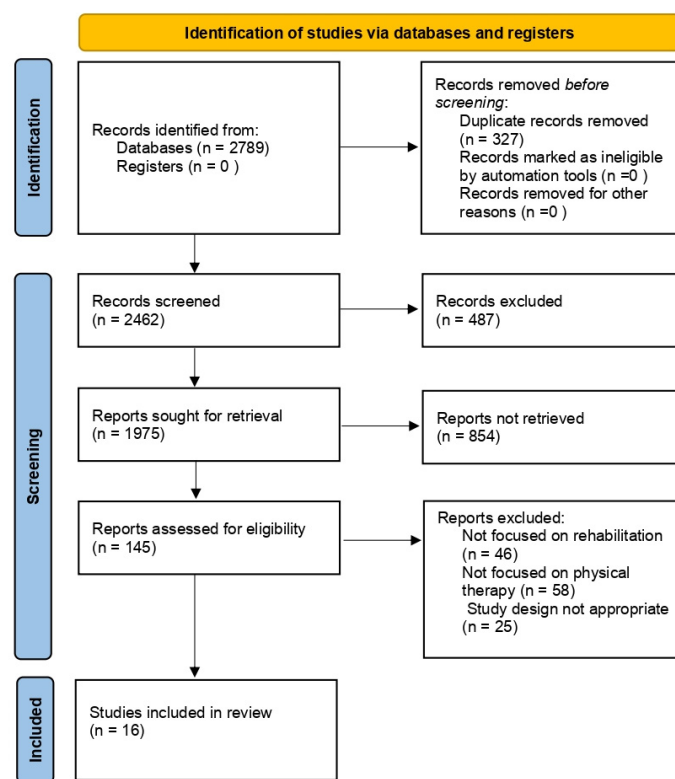 Identification of studies via databases and registers
Identification
Records identified from:
Databases (n = 2789)
Registers (n = 0 )
Records removed before
screening:
Duplicate records removed
(n = 327)
Records marked as ineligible
by automation tools (n =0 )
Records removed for other
reasons (n =0 )
Screening
Records screened
(n = 2462)
Records excluded
(n = 487)
Reports sought for retrieval
(n = 1975)
Reports not retrieved
(n = 854)
Reports assessed for eligibility
(n = 145)
Reports excluded:
Not focused on rehabilitation
(n = 46)
Not focused on physical
therapy (n = 58)
Study design not appropriate
(n = 25)
Included
Studies included in review
(n = 16)